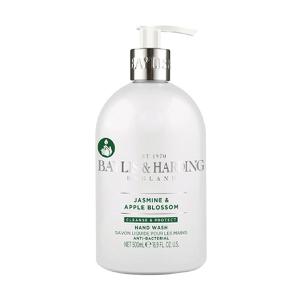 BAYLIS &
EST 1970
BAYLIS & HARDING
ENGLAND
JASMINE &
APPLE BLOSSOM
CLEANSE & PROTECT
HAND WASH
SAVON LIQUIDE POUR LES MAINS
ANTI-BACTERIAL
NET 500ML e 16.9 FL. OZ. U.S.